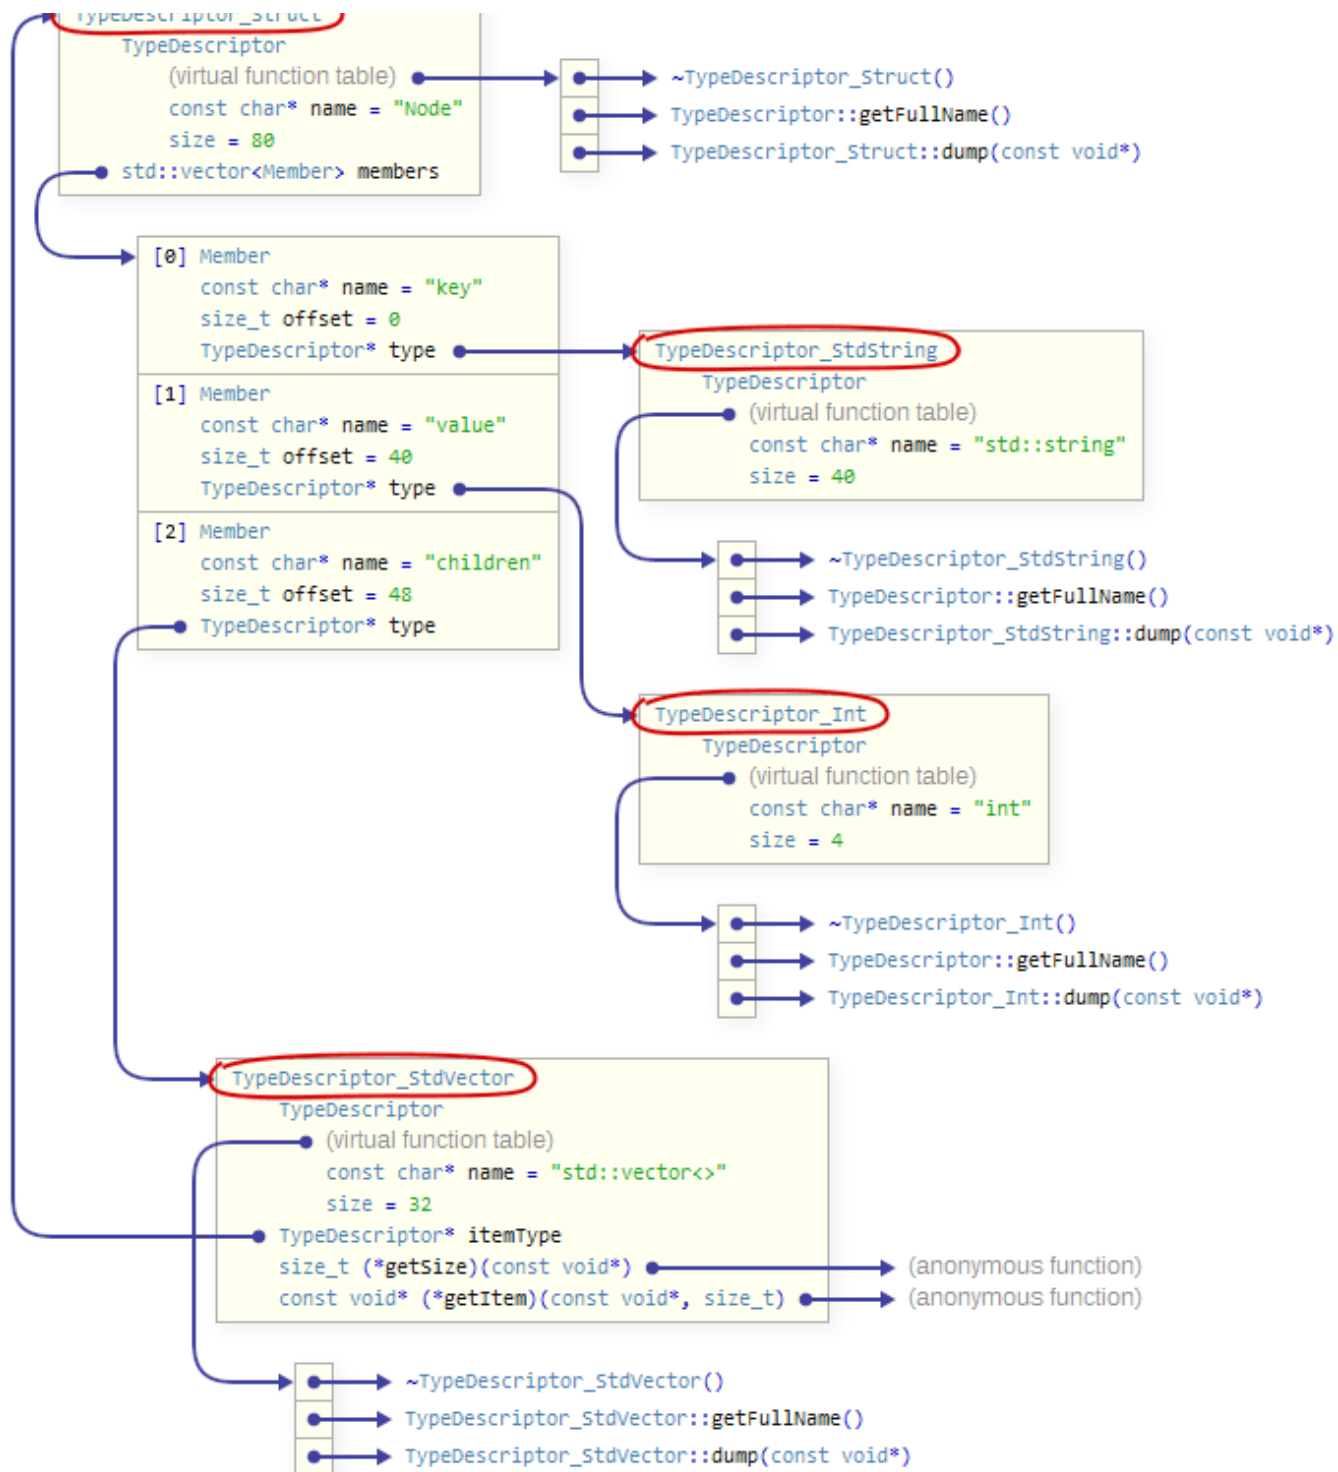 TypeDescriptor_Struct
TypeDescriptor
(virtual function table)
const char* name = "Node"
size = 80
std::vector<Member> members
~TypeDescriptor_Struct()
TypeDescriptor::getFullName()
TypeDescriptor_Struct::dump(const void*)
[0] Member
const char* name = "key"
size_t offset = 0
TypeDescriptor* type
[1] Member
const char* name = "value"
size_t offset = 40
TypeDescriptor* type
[2] Member
const char* name = "children"
size_t offset = 48
TypeDescriptor* type
TypeDescriptor_StdString
TypeDescriptor
(virtual function table)
const char* name = "std::string"
size = 40
~TypeDescriptor_StdString()
TypeDescriptor::getFullName()
TypeDescriptor_StdString::dump(const void*)
TypeDescriptor_Int
TypeDescriptor
(virtual function table)
const char* name = "int"
size = 4
~TypeDescriptor_Int()
TypeDescriptor::getFullName()
TypeDescriptor_Int::dump(const void*)
TypeDescriptor_StdVector
TypeDescriptor
(virtual function table)
const char* name = "std::vector<>"
size = 32
TypeDescriptor* itemType
size_t (*getSize)(const void*)
const void* (*getItem)(const void*, size_t)
(anonymous function)
(anonymous function)
~TypeDescriptor_StdVector()
TypeDescriptor_StdVector::getFullName()
TypeDescriptor_StdVector::dump(const void*)